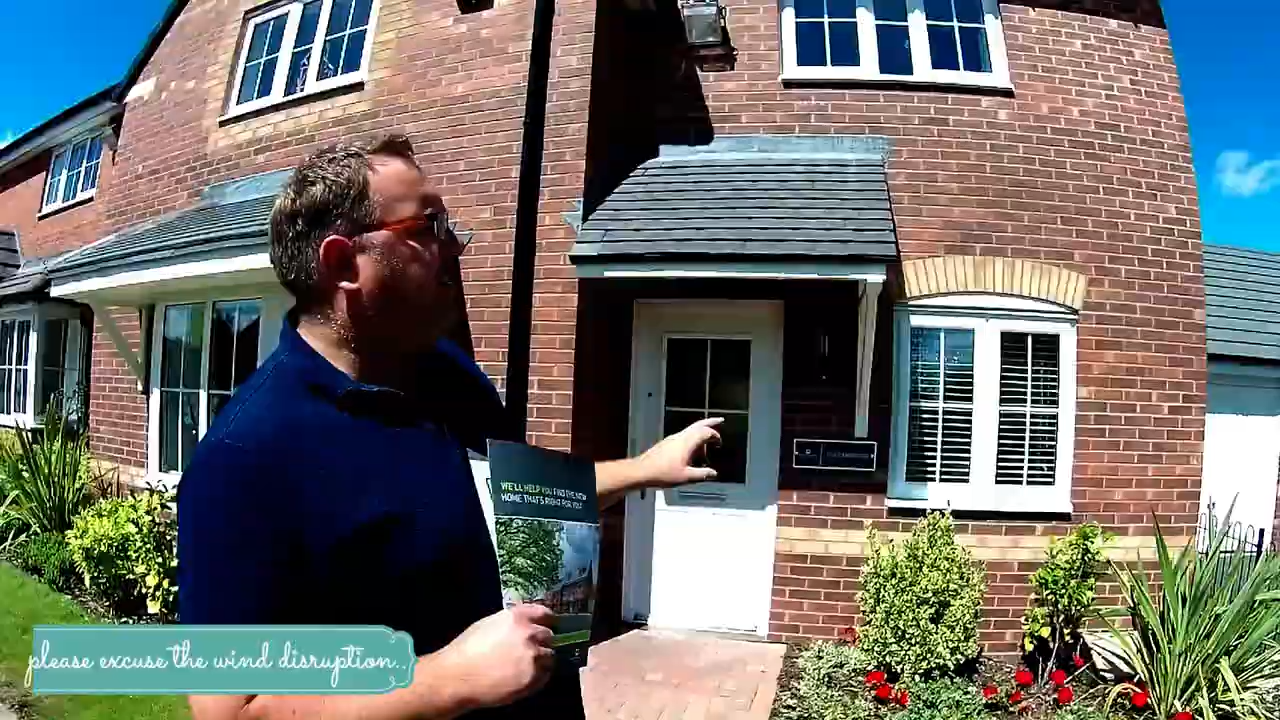 WE'LL HELP YOU FIND THE NEW
HOME THAT'S RIGHT FOR YOU
please excuse the wind disruption..